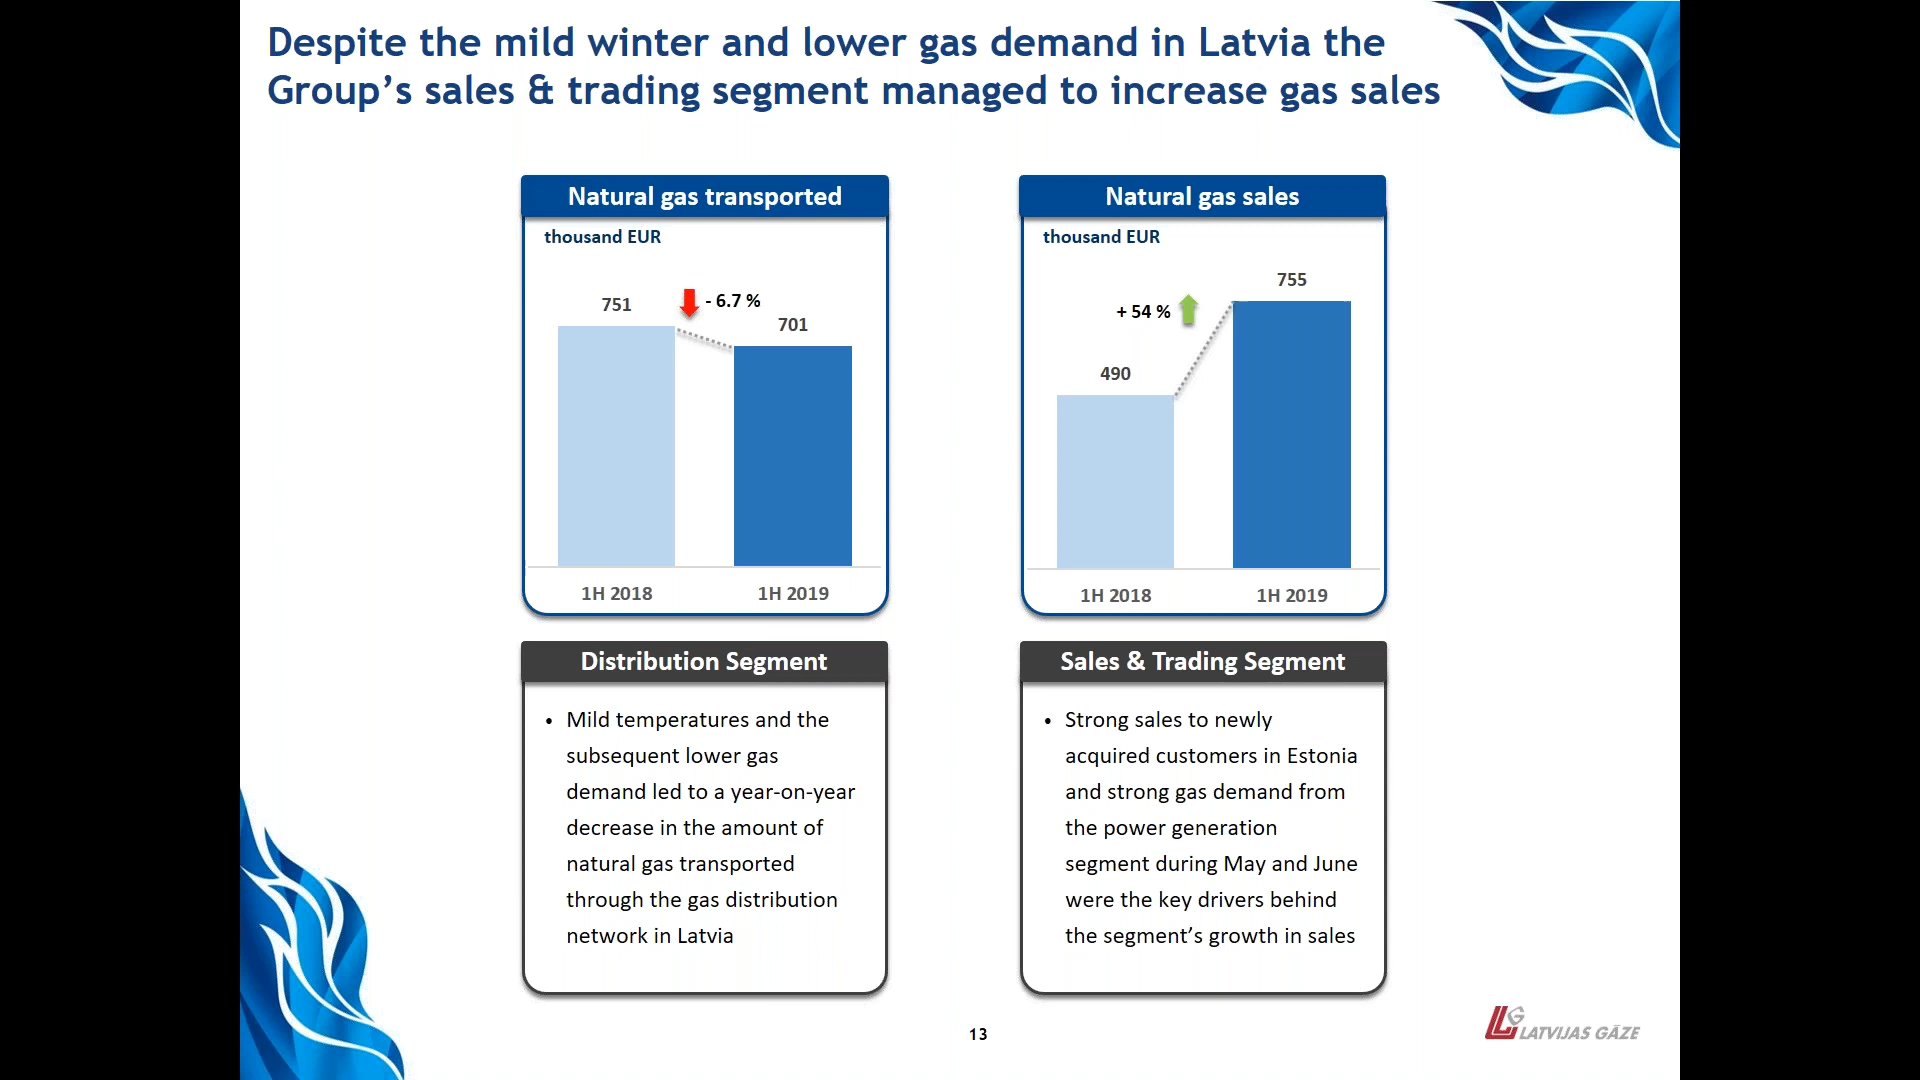 Despite the mild winter and lower gas demand in Latvia the
Group’s sales & trading segment managed to increase gas sales
Natural gas transported
thousand EUR
751
- 6.7 %
701
1H 2018
1H 2019
Natural gas sales
thousand EUR
755
+ 54 %
490
1H 2018
1H 2019
Distribution Segment
• Mild temperatures and the
subsequent lower gas
demand led to a year-on-year
decrease in the amount of
natural gas transported
through the gas distribution
network in Latvia
Sales & Trading Segment
• Strong sales to newly
acquired customers in Estonia
and strong gas demand from
the power generation
segment during May and June
were the key drivers behind
the segment’s growth in sales
13
LG LATVIJAS GĀZE